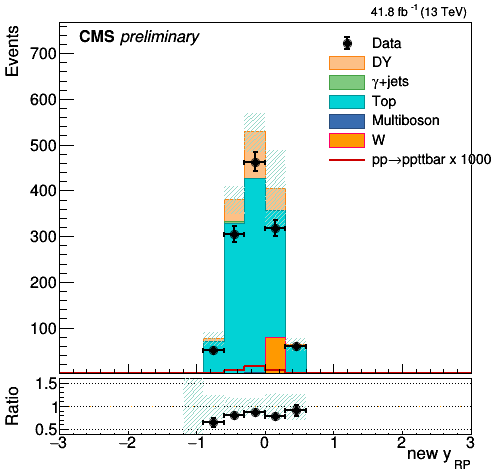 41.8 fb⁻¹ (13 TeV)
CMS preliminary
Events
Data
DY
γ+jets
Top
Multiboson
W
pp→ppttbar x 1000
700
600
500
400
300
200
100
Ratio
1.5
1
0.5
−3 −2 −1 0 1 2 3
new y_RP